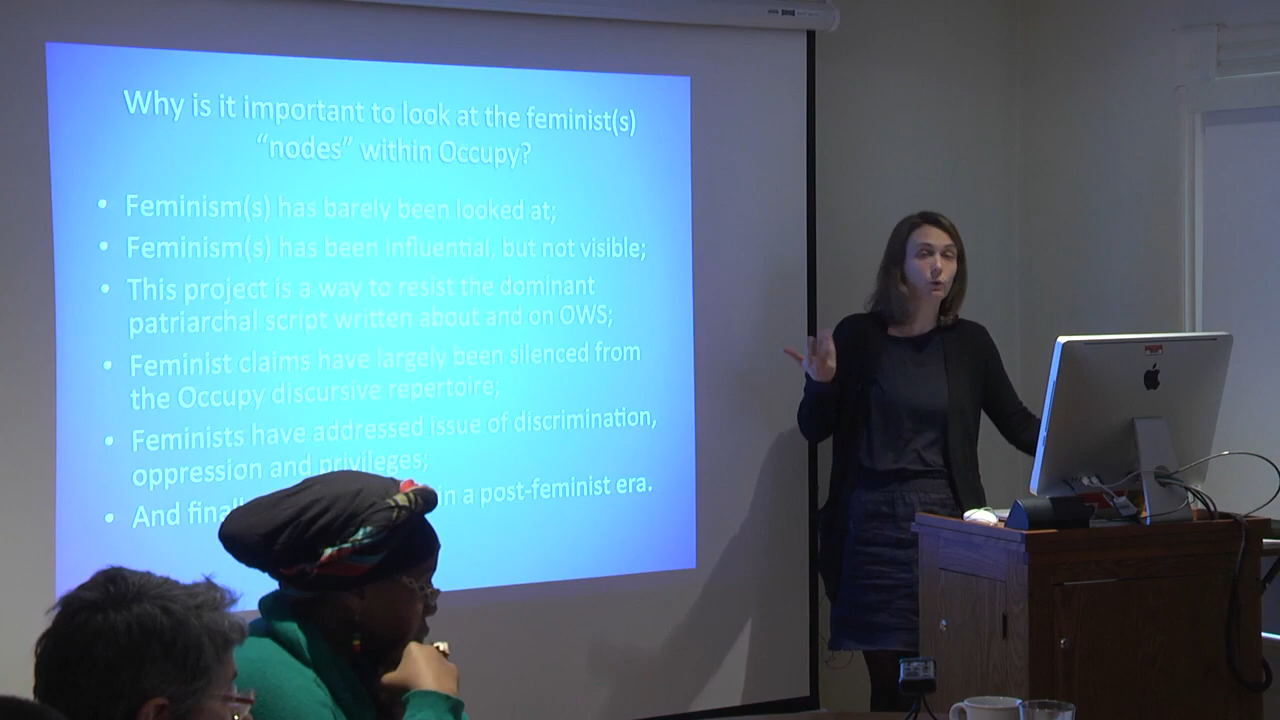 Why is it important to look at the feminist(s)
“nodes” within Occupy?
• Feminism(s) has barely been looked at;
• Feminism(s) has been influential, but not visible;
• This project is a way to resist the dominant
patriarchal script written about and on OWS;
• Feminist claims have largely been silenced from
the Occupy discursive repertoire;
• Feminists have addressed issue of discrimination,
oppression and privileges;
• And in a post-feminist era.